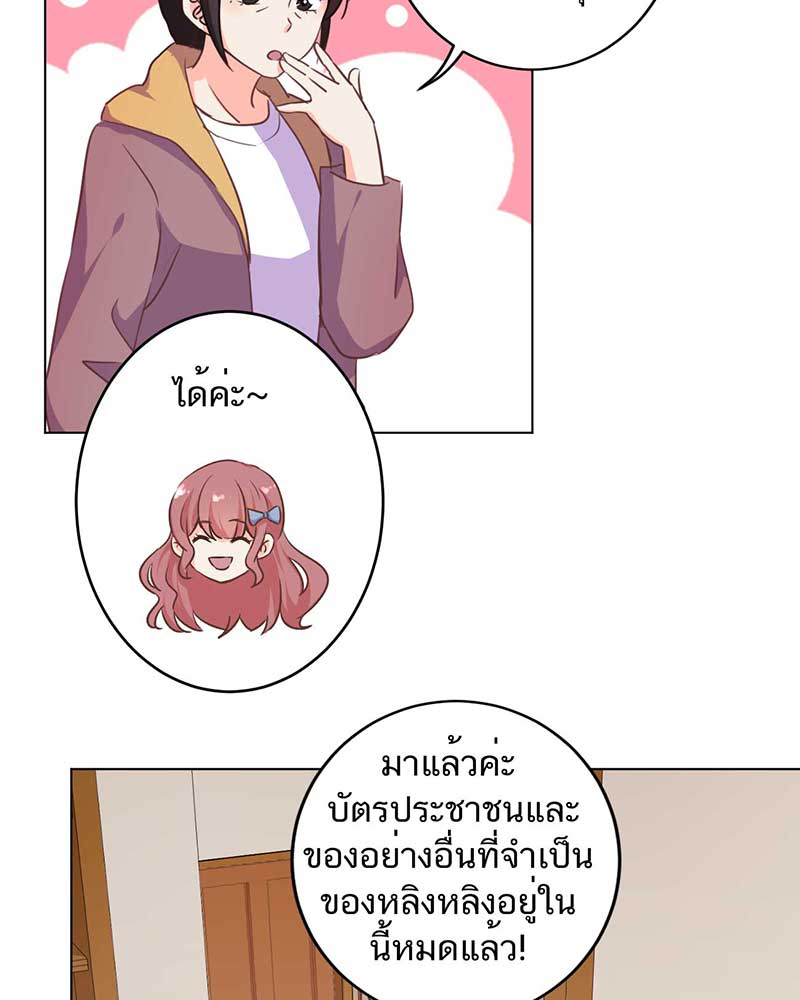 ได้ค่ะ~
มาแล้วค่ะ
บัตรประชาชนและ
ของอย่างอื่นที่จำเป็น
ของหลิงหลิงอยู่ใน
นี้หมดแล้ว!